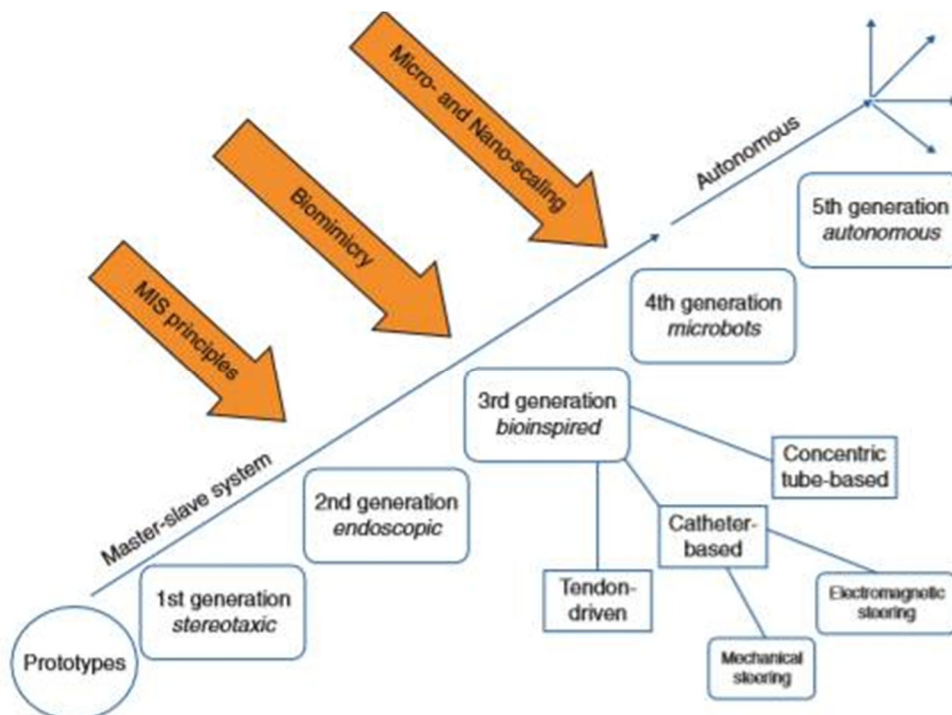 Micro- and Nano-scaling
Autonomous
Biomimicry
5th generation
autonomous
MIS principles
4th generation
microbots
3rd generation
bioinspired
Concentric
tube-based
Master-slave system
2nd generation
endoscopic
Catheter-
based
Tendon-
driven
Electromagnetic
steering
1st generation
stereotaxic
Mechanical
steering
Prototypes